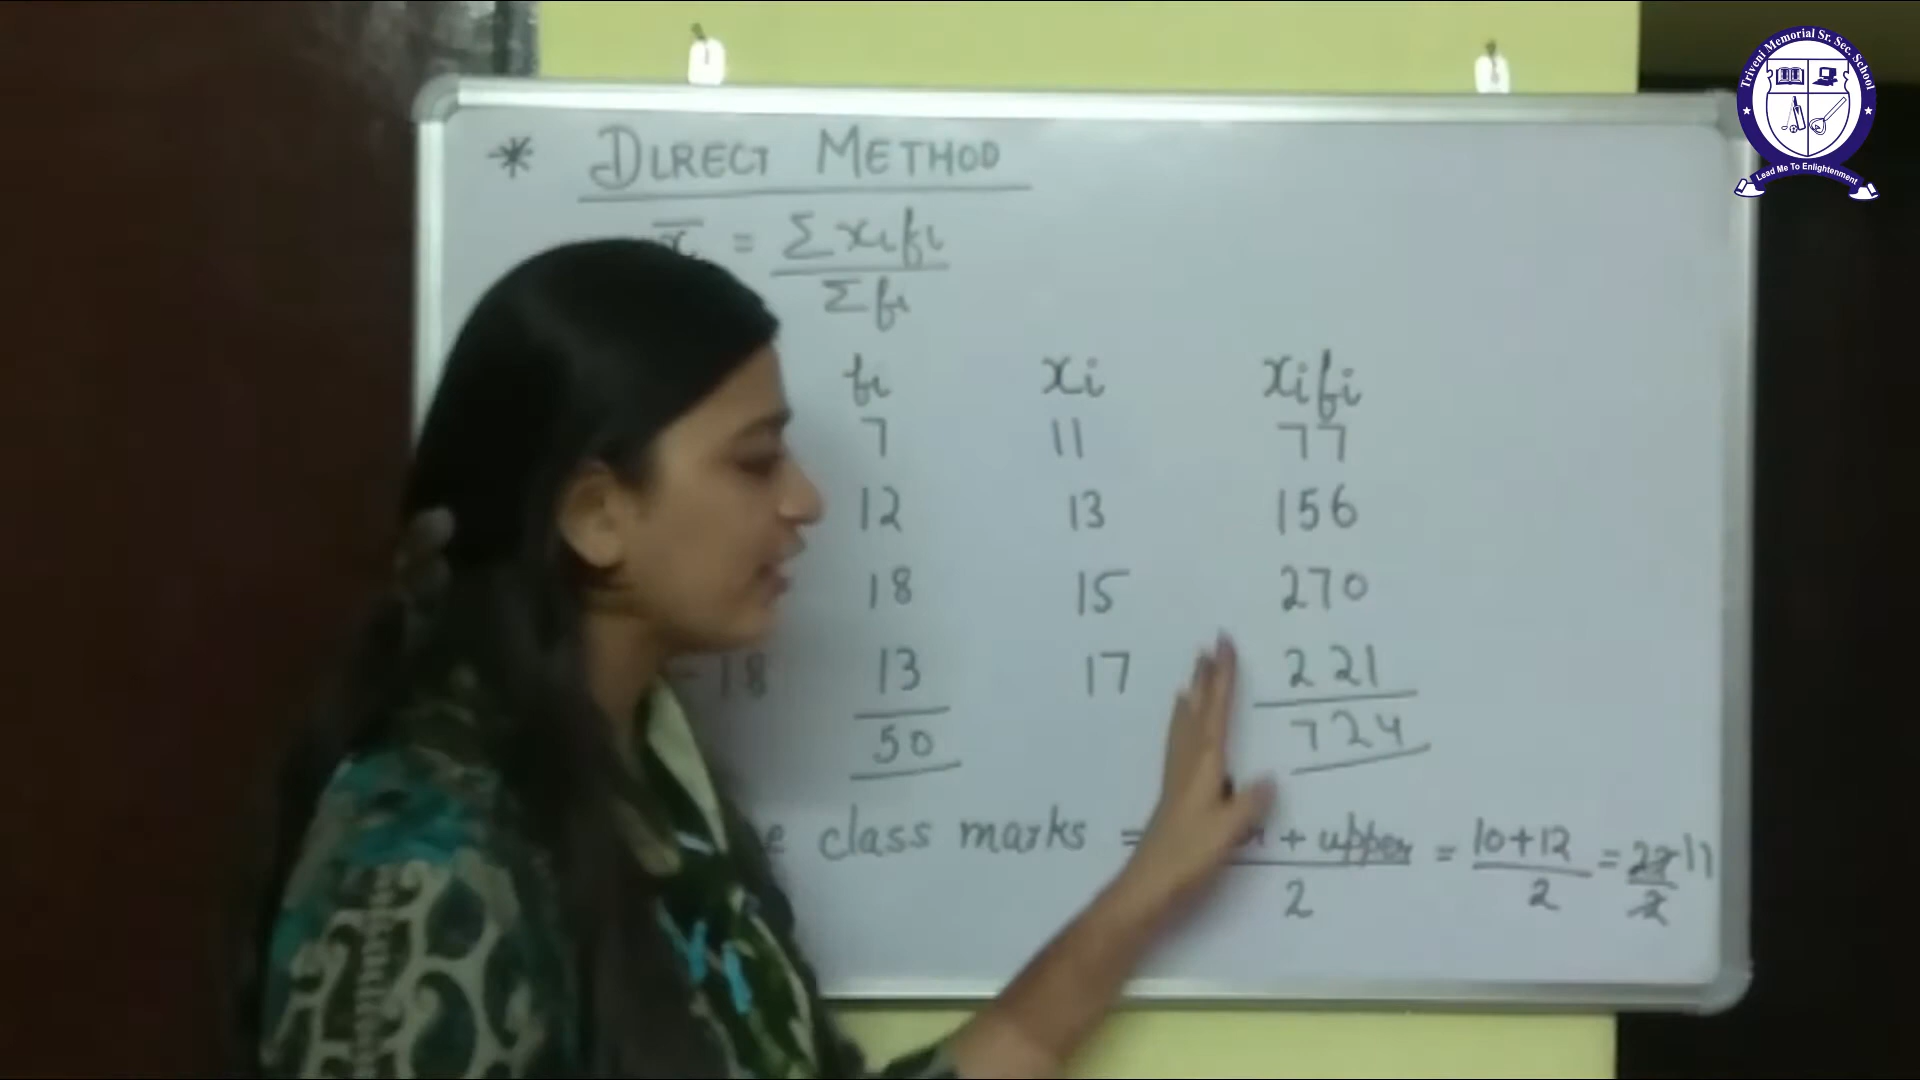 * DIRECT METHOD
x̄ = Σxifi / Σfi
fi xi xifi
7 11 77
12 13 156
18 15 270
-18 13 17 221
50 724
class marks = + upper / 2 = 10+12 / 2 = 22 / 2 11
Triveni Memorial Sr. Sec. School
Lead Me To Enlightenment